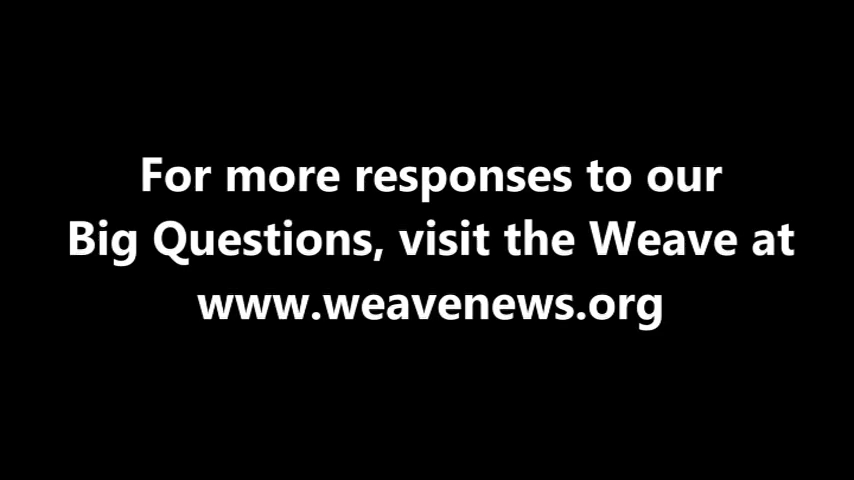 For more responses to our
Big Questions, visit the Weave at
www.weavenews.org